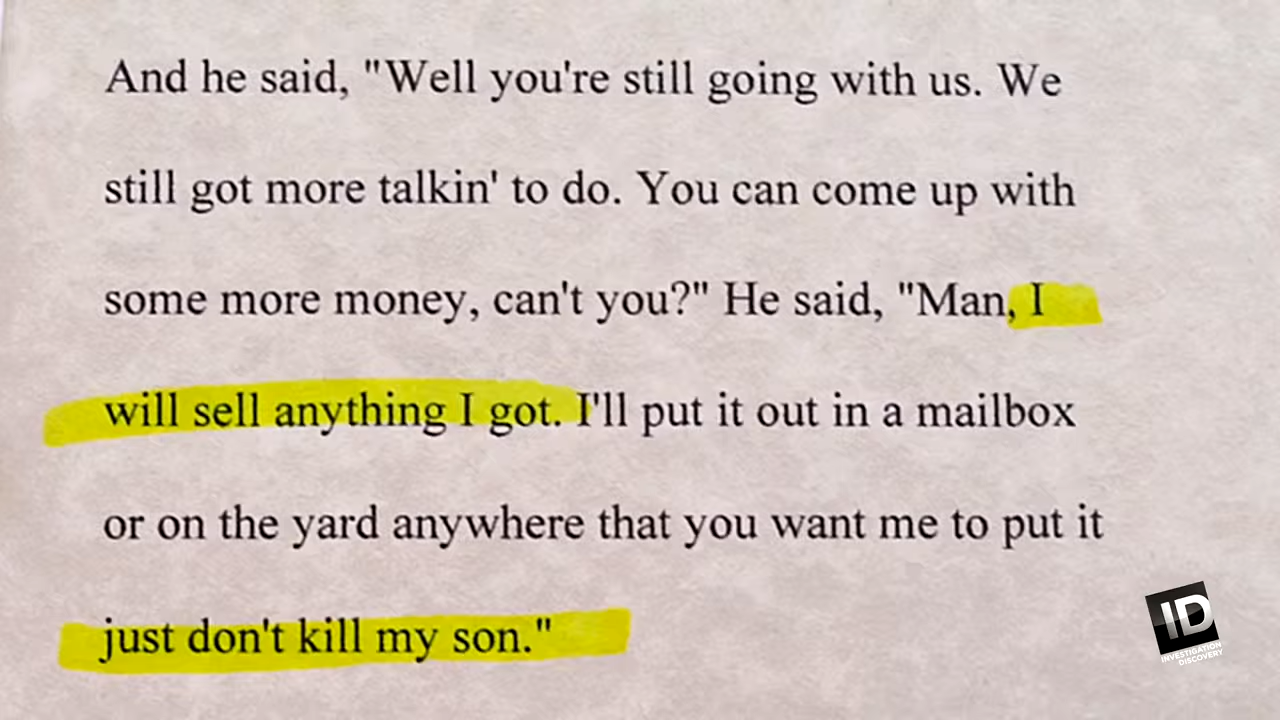 And he said, "Well you're still going with us. We
still got more talkin' to do. You can come up with
some more money, can't you?" He said, "Man, I
will sell anything I got. I'll put it out in a mailbox
or on the yard anywhere that you want me to put it
just don't kill my son."
ID
INVESTIGATION
DISCOVERY